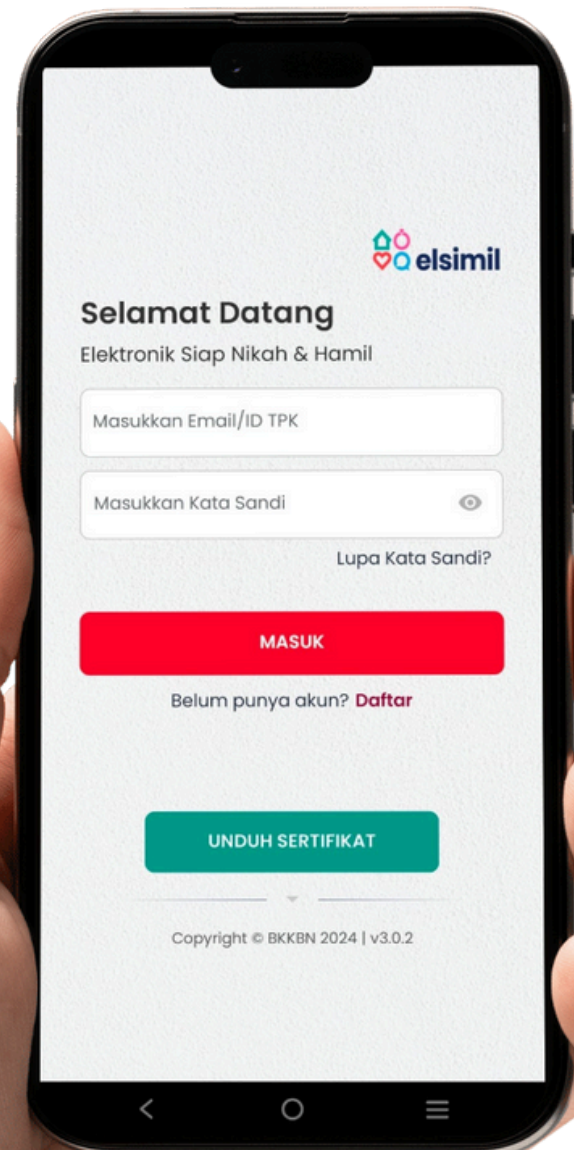 elsimil
Selamat Datang
Elektronik Siap Nikah & Hamil
Masukkan Email/ID TPK
Masukkan Kata Sandi
Lupa Kata Sandi?
MASUK
Belum punya akun? Daftar
UNDUH SERTIFIKAT
Copyright © BKKBN 2024 | v3.0.2